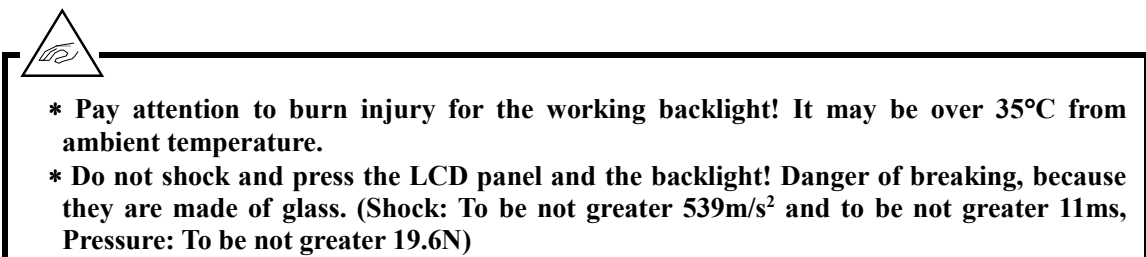 * Pay attention to burn injury for the working backlight! It may be over 35°C from
ambient temperature.
* Do not shock and press the LCD panel and the backlight! Danger of breaking, because
they are made of glass. (Shock: To be not greater 539m/s² and to be not greater 11ms,
Pressure: To be not greater 19.6N)